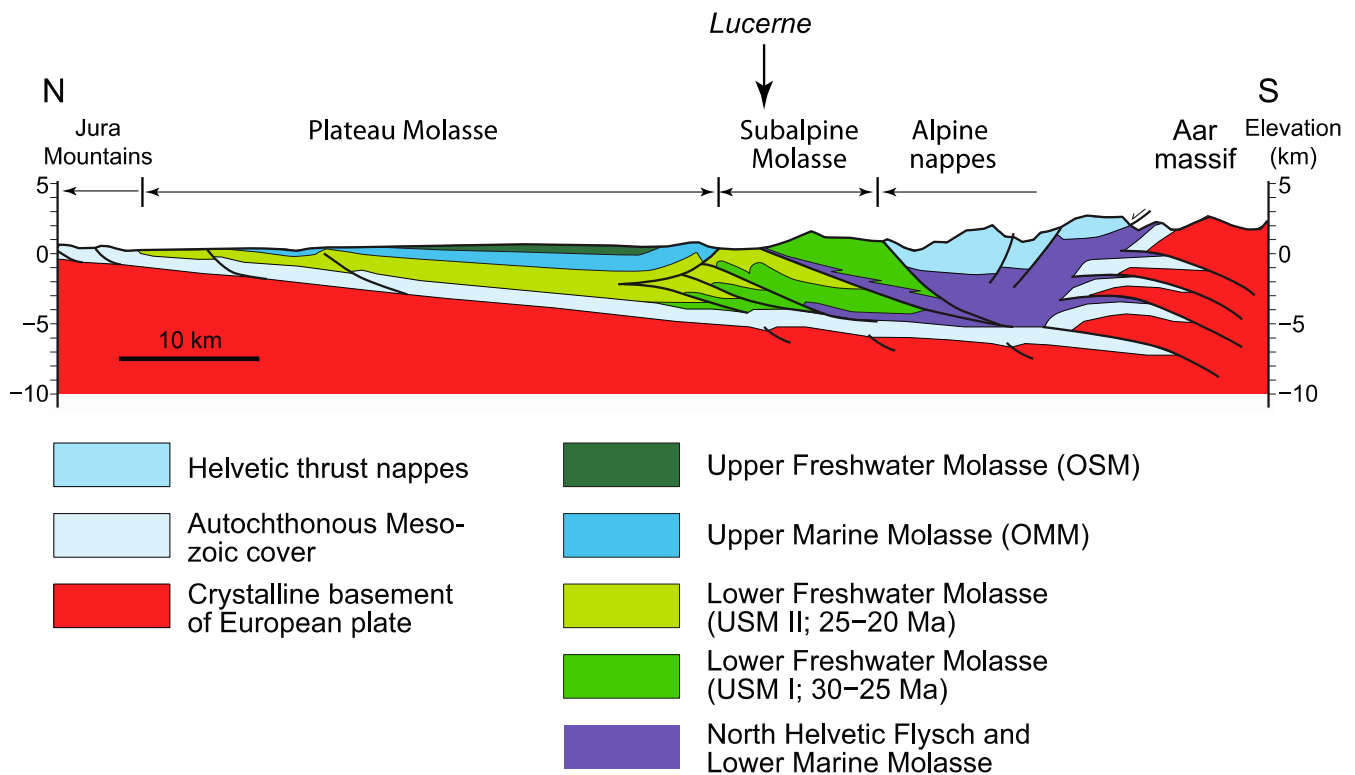 Lucerne
N
S
Jura
Mountains
Plateau Molasse
Subalpine
Molasse
Alpine
nappes
Aar
massif
Elevation
(km)
5
0
−5
−10
5
0
−5
−10
10 km
Helvetic thrust nappes
Autochthonous Meso-
zoic cover
Crystalline basement
of European plate
Upper Freshwater Molasse (OSM)
Upper Marine Molasse (OMM)
Lower Freshwater Molasse
(USM II; 25−20 Ma)
Lower Freshwater Molasse
(USM I; 30−25 Ma)
North Helvetic Flysch and
Lower Marine Molasse